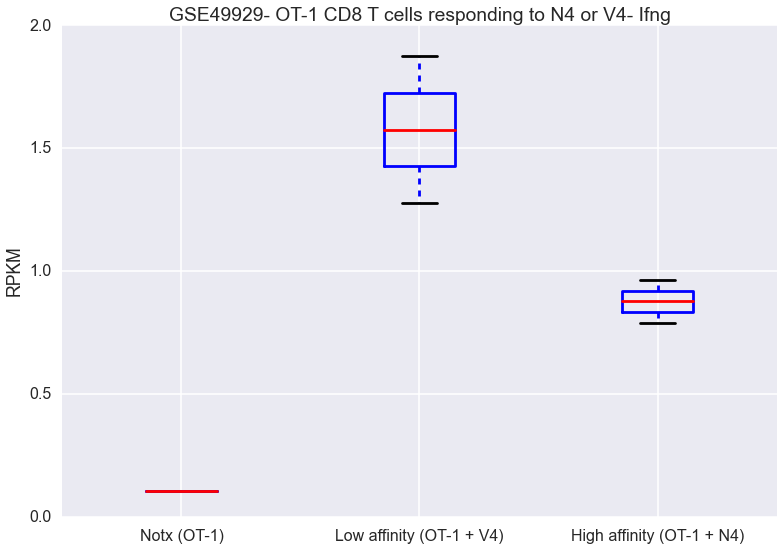 GSE49929- OT-1 CD8 T cells responding to N4 or V4- Ifng
2.0
1.5
1.0
0.5
0.0
RPKM
Notx (OT-1)
Low affinity (OT-1 + V4)
High affinity (OT-1 + N4)